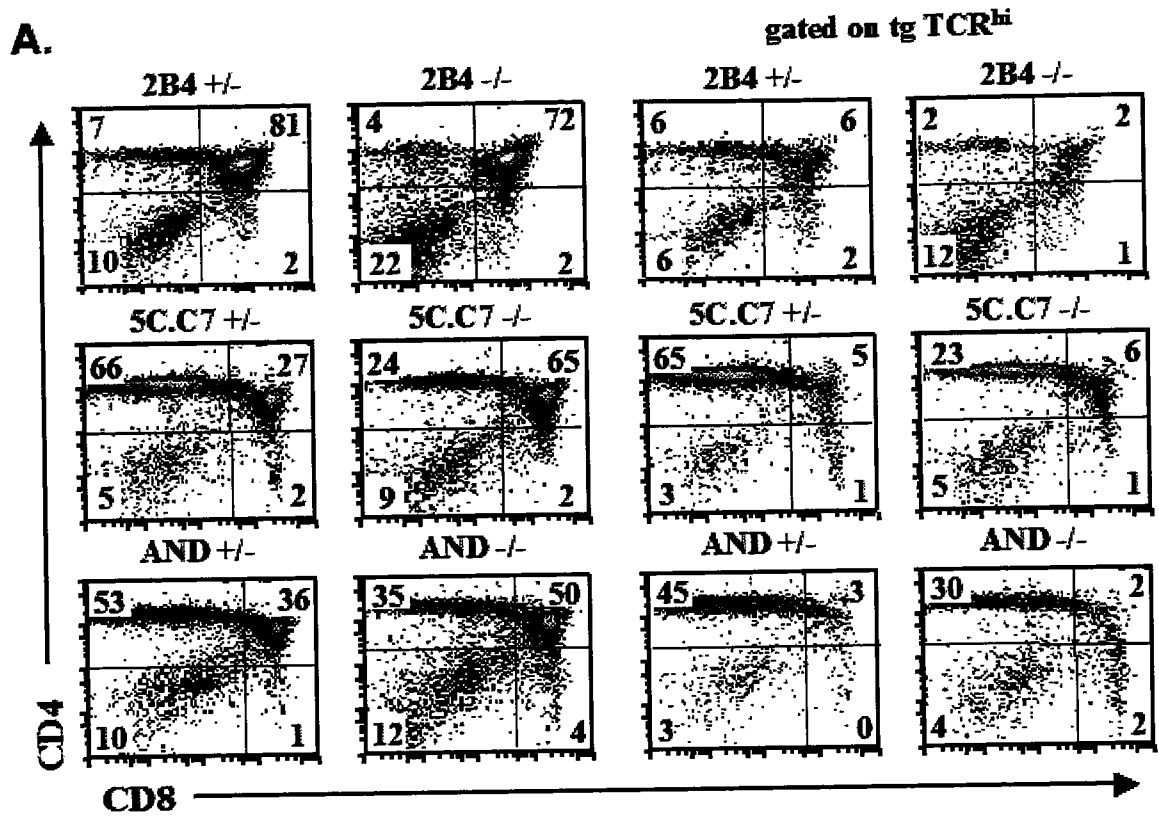 A.
gated on tg TCRhi
2B4 +/- 2B4 -/- 2B4 +/- 2B4 -/-
7 81 4 72 6 6 2 2
10 2 22 2 6 2 12 1
5C.C7 +/- 5C.C7 -/- 5C.C7 +/- 5C.C7 -/-
66 27 24 65 65 5 23 6
5 2 9 2 3 1 5 1
AND +/- AND -/- AND +/- AND -/-
53 36 35 50 45 3 30 2
10 1 12 4 3 0 4 2
CD4
CD8